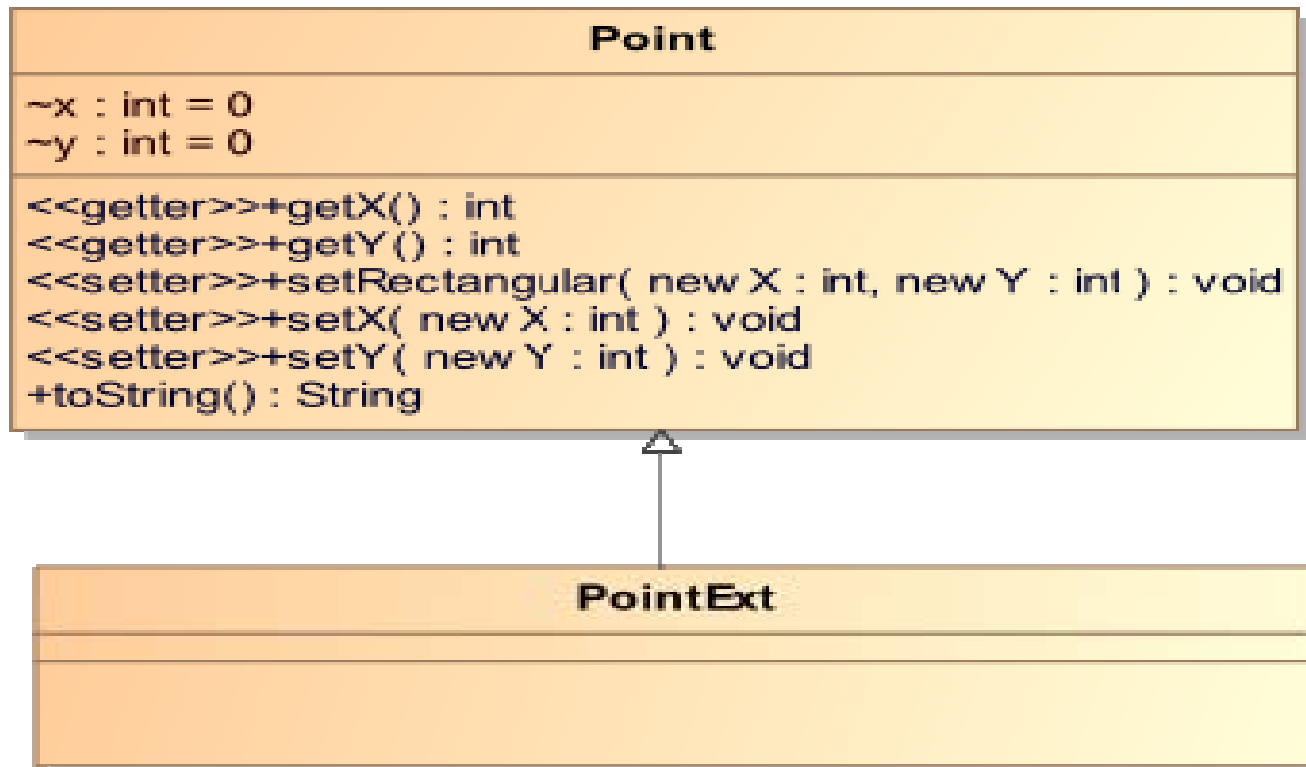 Point
~x : int = 0
~y : int = 0
<<getter>>+getX() : int
<<getter>>+getY() : int
<<setter>>+setRectangular( new X : int, new Y : int ) : void
<<setter>>+setX( new X : int ) : void
<<setter>>+setY( new Y : int ) : void
+toString() : String
PointExt